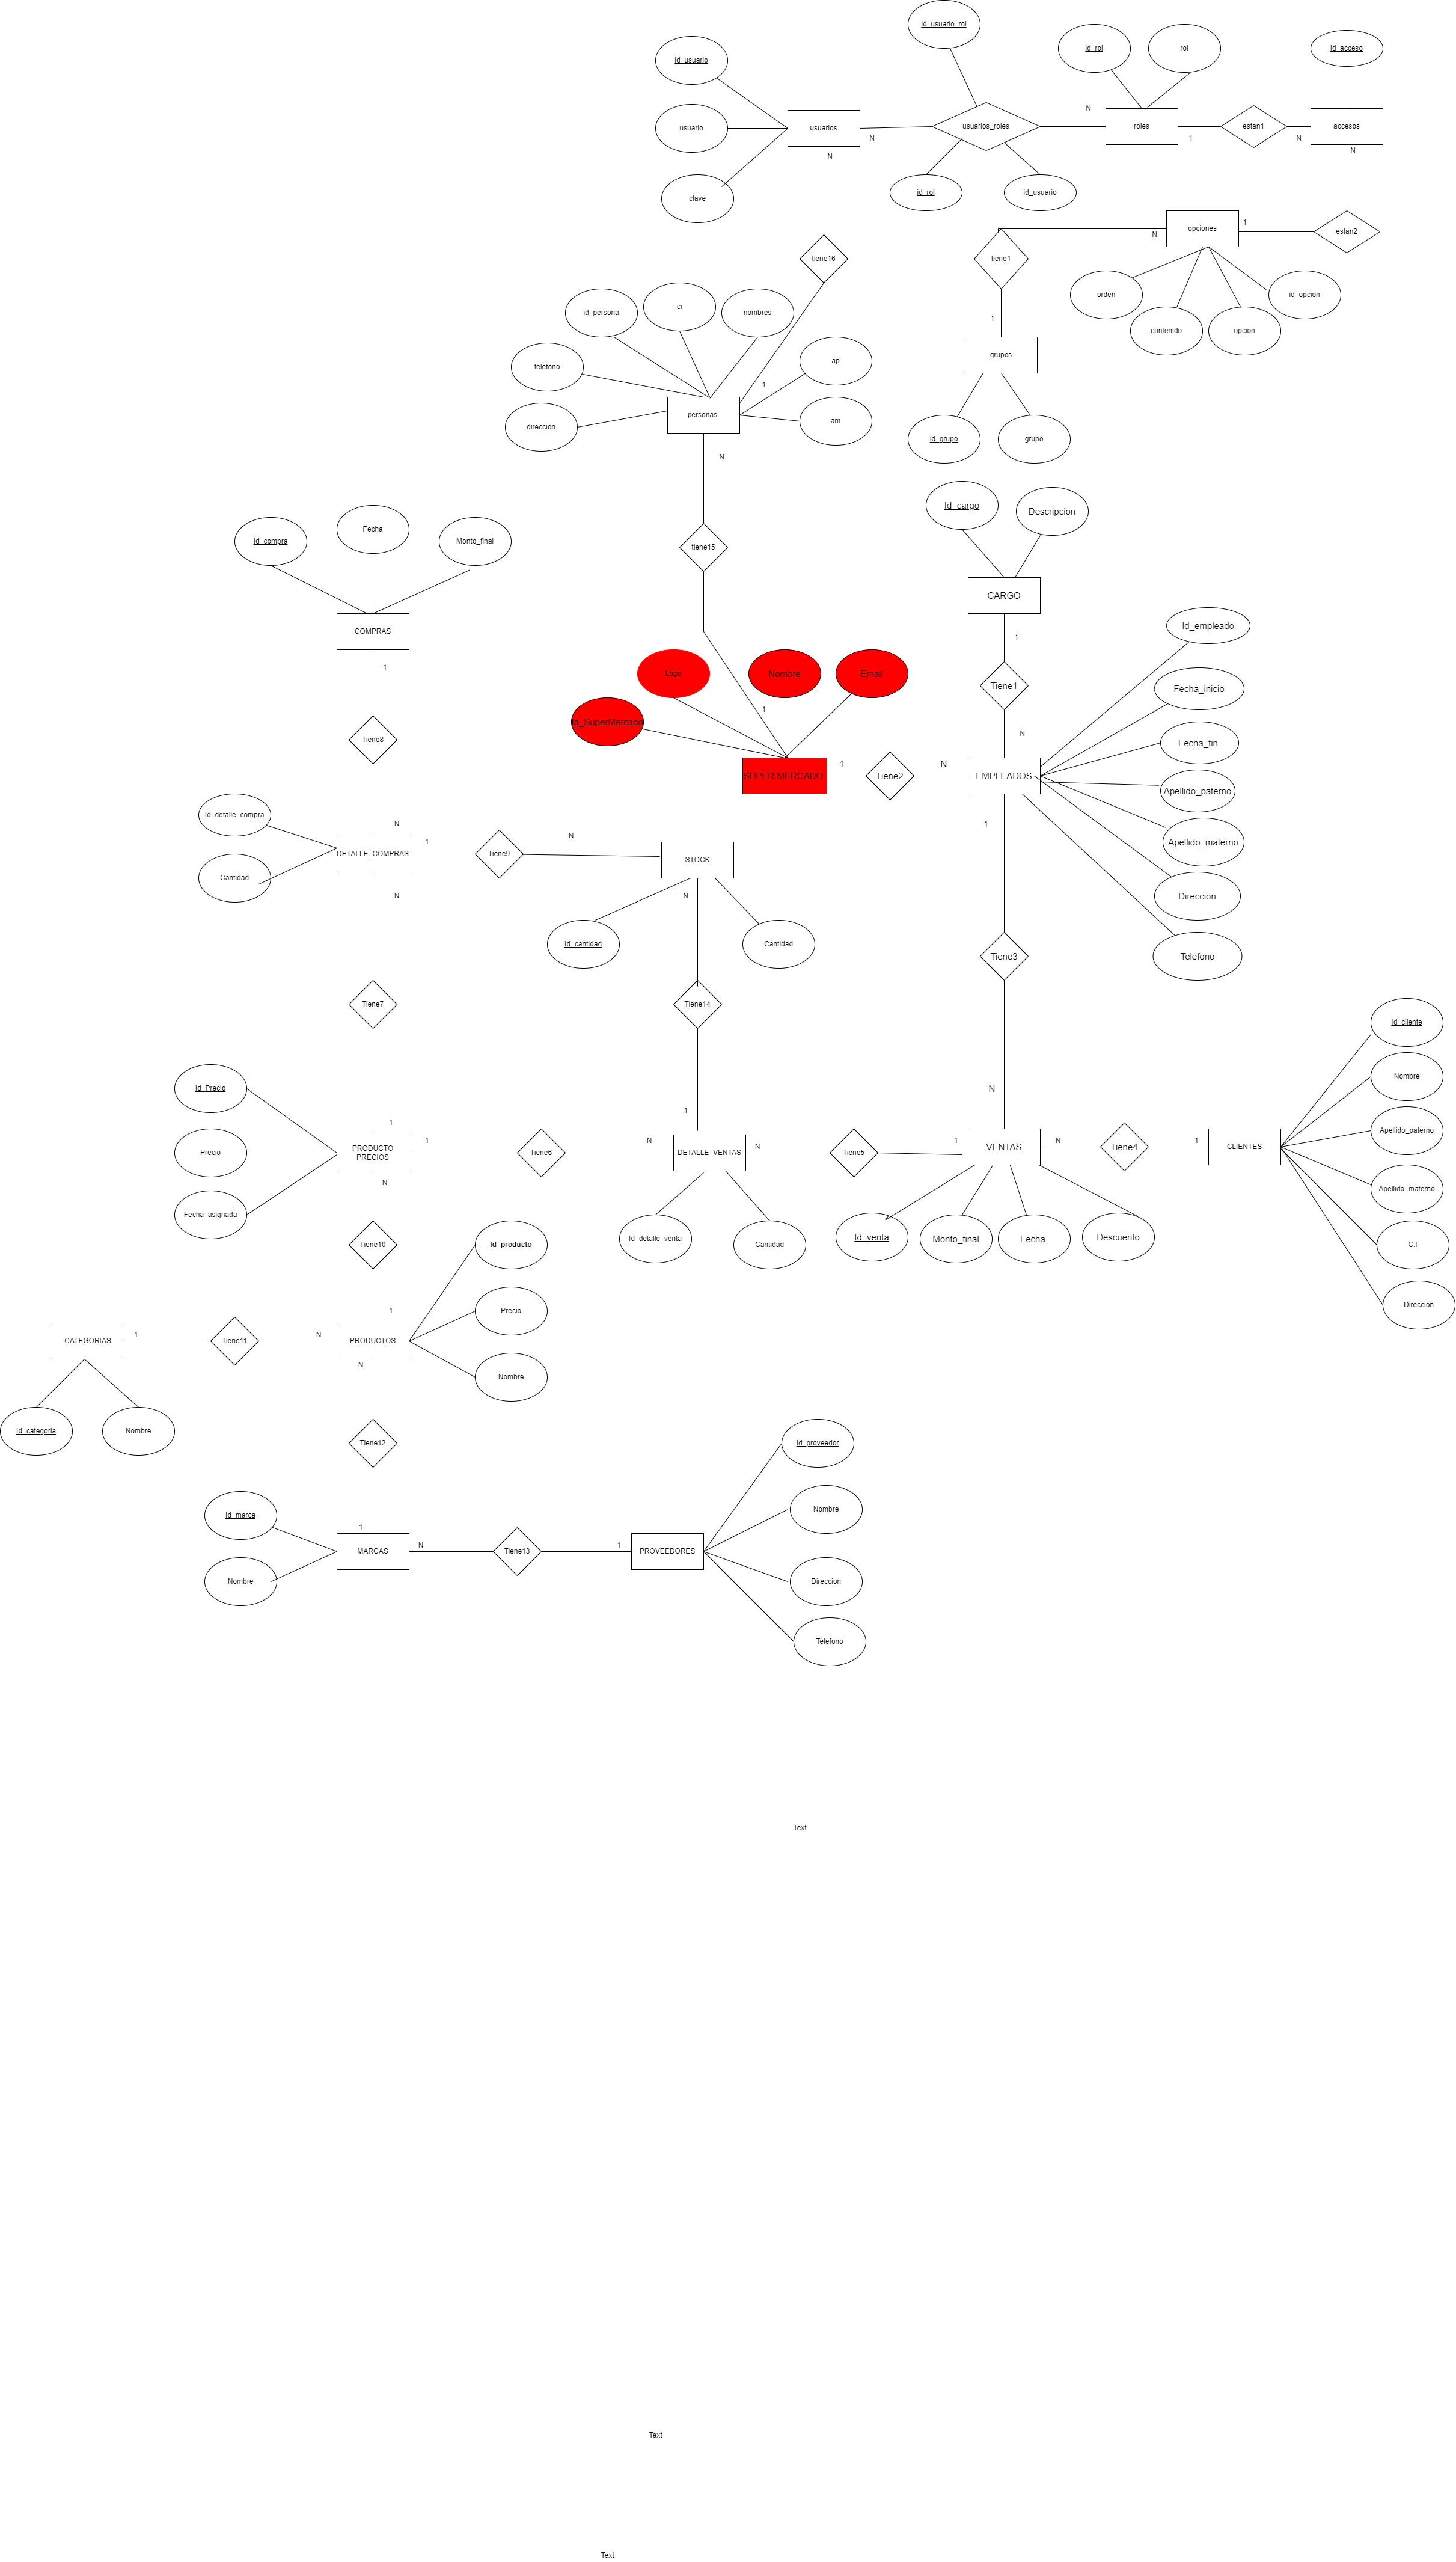 id_usuario_rol
id_rol
rol
id_acceso
id_usuario
usuario
usuarios
N
usuarios_roles
N
roles
1
estan1
N
accesos
N
N
clave
id_rol
id_usuario
opciones
1
N
estan2
tiene16
tiene1
orden
id_opcion
contenido
opcion
id_persona
ci
nombres
1
grupos
telefono
ap
1
personas
direccion
am
id_grupo
grupo
N
Id_cargo
Descripcion
Id_compra
Fecha
Monto_final
tiene15
CARGO
COMPRAS
1
1
Id_empleado
Logo
Nombre
Email
Tiene1
Fecha_inicio
1
Id_SuperMercado
N
Tiene8
Fecha_fin
SUPER MERCADO
1
Tiene2
N
EMPLEADOS
Apellido_paterno
Id_detalle_compra
N
1
N
1
Apellido_materno
DETALLE_COMPRAS
Tiene9
STOCK
Cantidad
N
N
Direccion
Id_cantidad
Cantidad
Tiene3
Telefono
Tiene7
Tiene14
Id_cliente
Id_Precio
N
Nombre
1
1
Apellido_paterno
Precio
PRODUCTO
PRECIOS
1
Tiene6
N
DETALLE_VENTAS
N
Tiene5
1
VENTAS
N
Tiene4
1
CLIENTES
N
Apellido_materno
Fecha_asignada
Id_detalle_venta
Cantidad
Id_venta
Monto_final
Fecha
Descuento
C.I
Tiene10
Id_producto
Direccion
1
Precio
CATEGORIAS
1
Tiene11
N
PRODUCTOS
N
Nombre
Id_categoria
Nombre
Tiene12
Id_proveedor
Id_marca
Nombre
1
MARCAS
N
Tiene13
1
PROVEEDORES
Nombre
Direccion
Telefono
Text
Text
Text